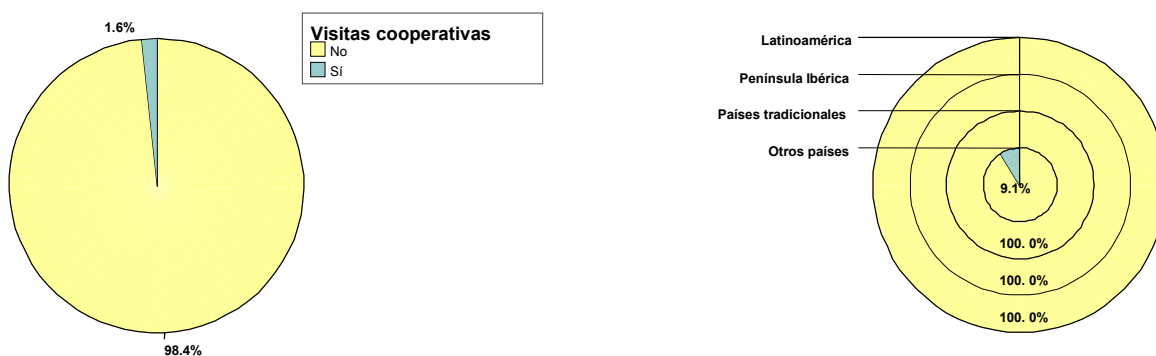 1.6%
Visitas cooperativas
No
Sí
98.4%
Latinoamérica
Península Ibérica
Países tradicionales
Otros países
9.1%
100. 0%
100. 0%
100. 0%